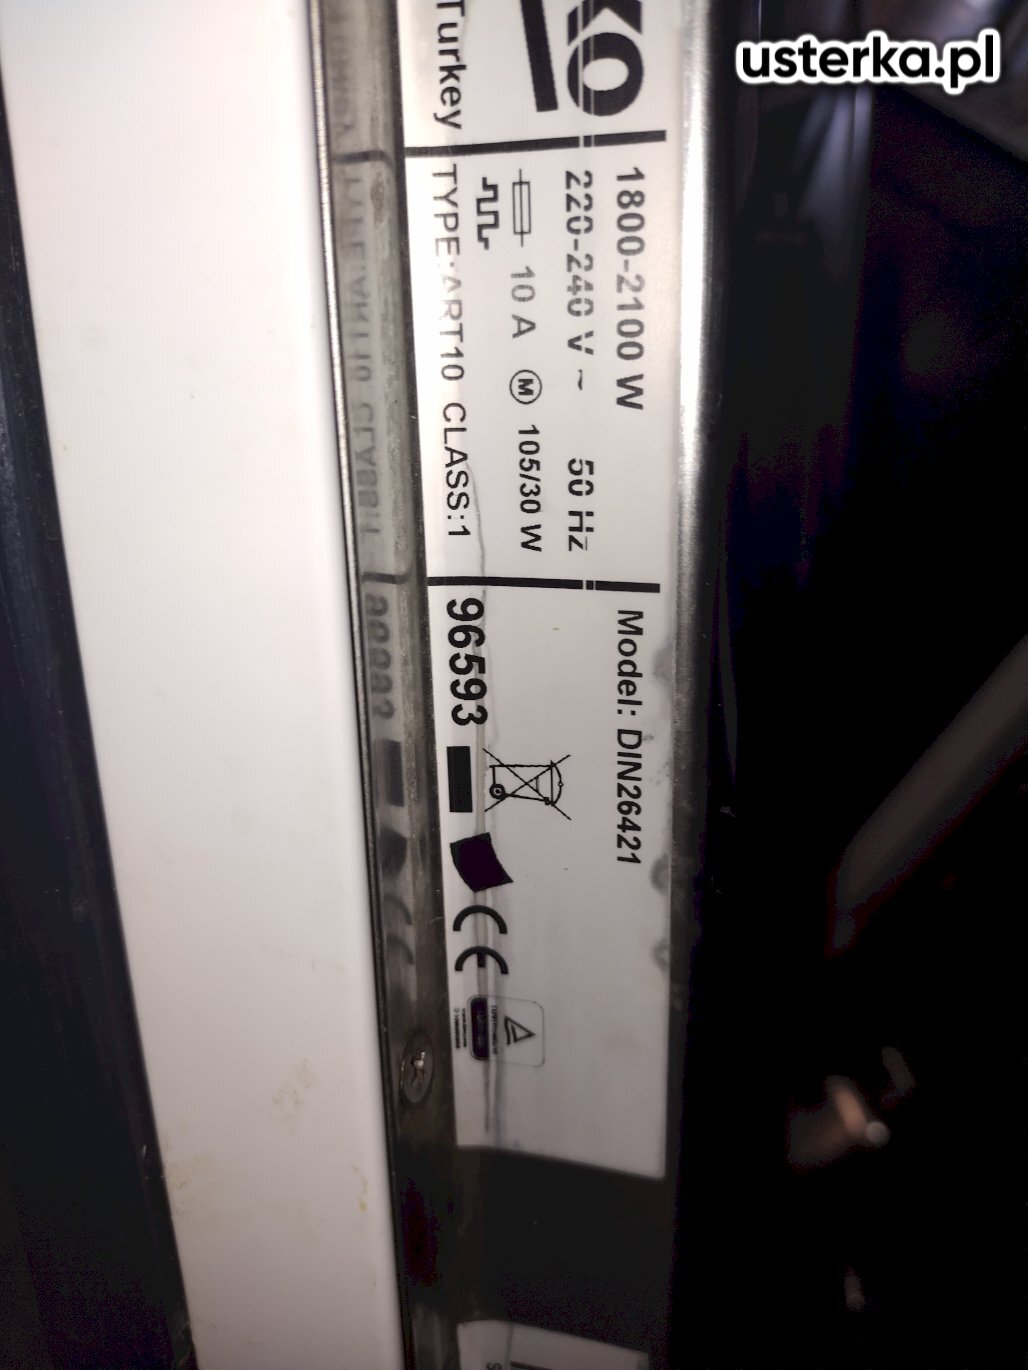 usterka.pl
KO
Turkey
1800-2100 W
220-240 V ~ 50 Hz
10 A M 105/30 W
TYPE:ART10 CLASS:1
Model: DIN26421
96593
CE